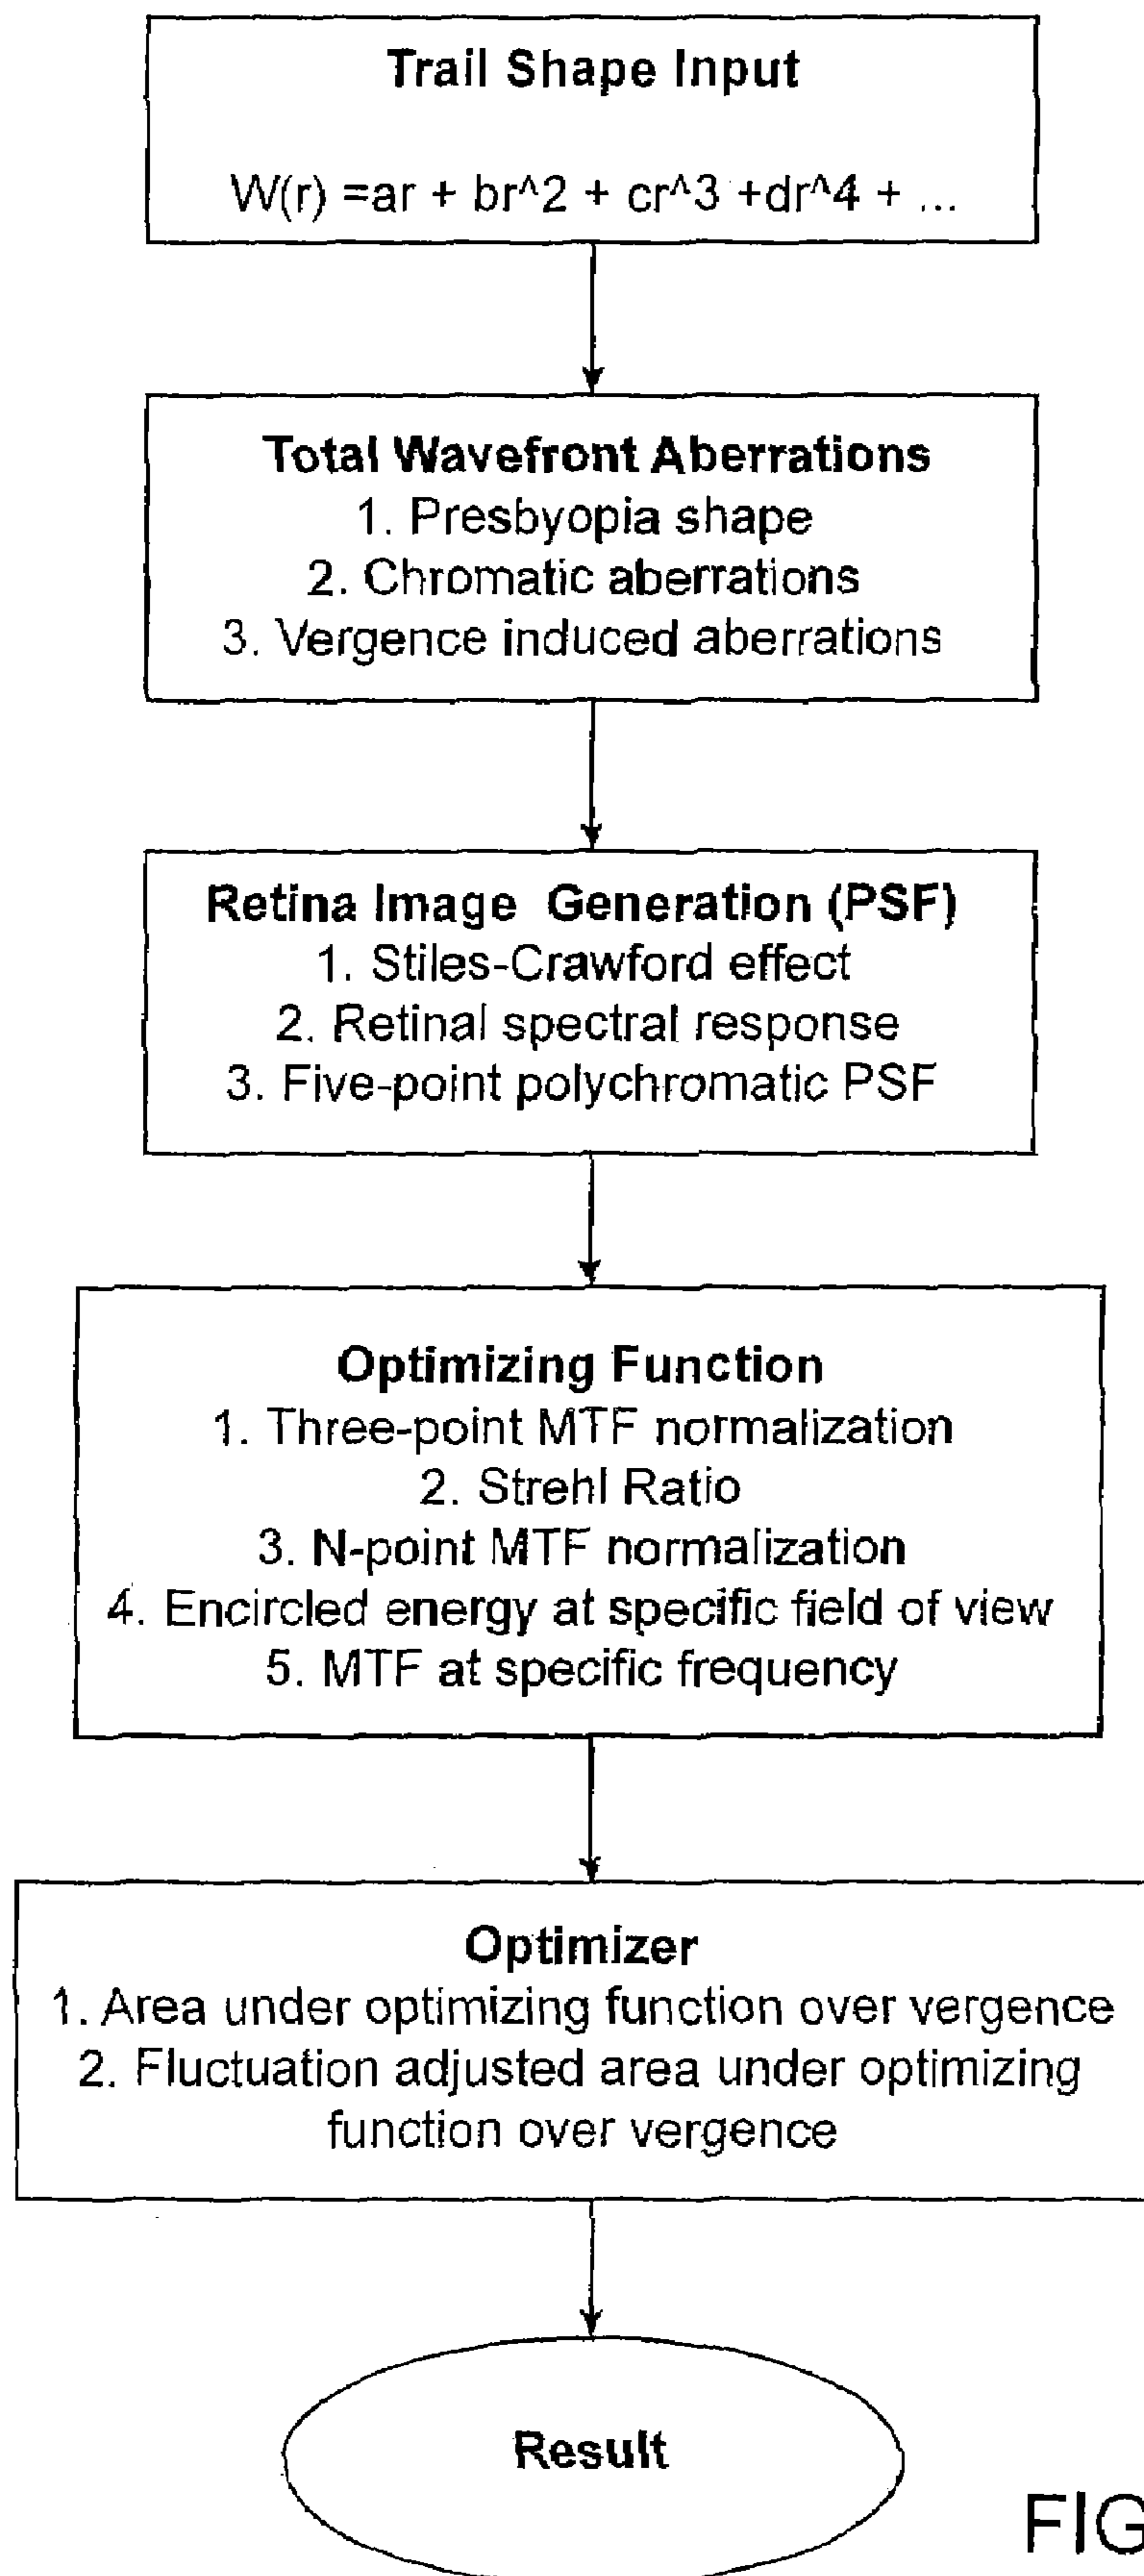 Trail Shape Input
W(r) =ar + br^2 + cr^3 +dr^4 + ...
Total Wavefront Aberrations
1. Presbyopia shape
2. Chromatic aberrations
3. Vergence induced aberrations
Retina Image Generation (PSF)
1. Stiles-Crawford effect
2. Retinal spectral response
3. Five-point polychromatic PSF
Optimizing Function
1. Three-point MTF normalization
2. Strehl Ratio
3. N-point MTF normalization
4. Encircled energy at specific field of view
5. MTF at specific frequency
Optimizer
1. Area under optimizing function over vergence
2. Fluctuation adjusted area under optimizing
function over vergence
Result
FIG